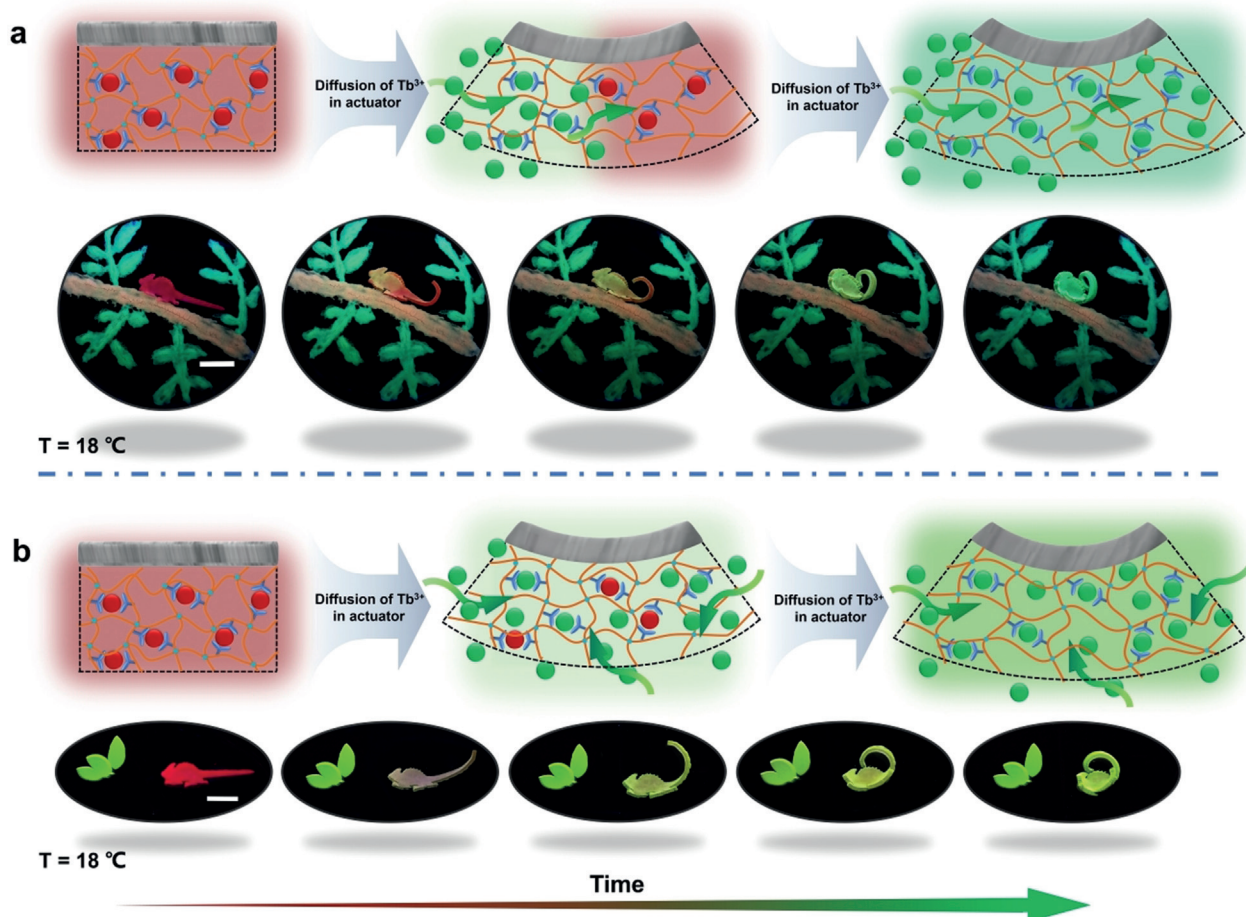 a
Diffusion of Tb³⁺
in actuator
Diffusion of Tb³⁺
in actuator
T = 18 ℃
b
Diffusion of Tb³⁺
in actuator
Diffusion of Tb³⁺
in actuator
T = 18 ℃
Time